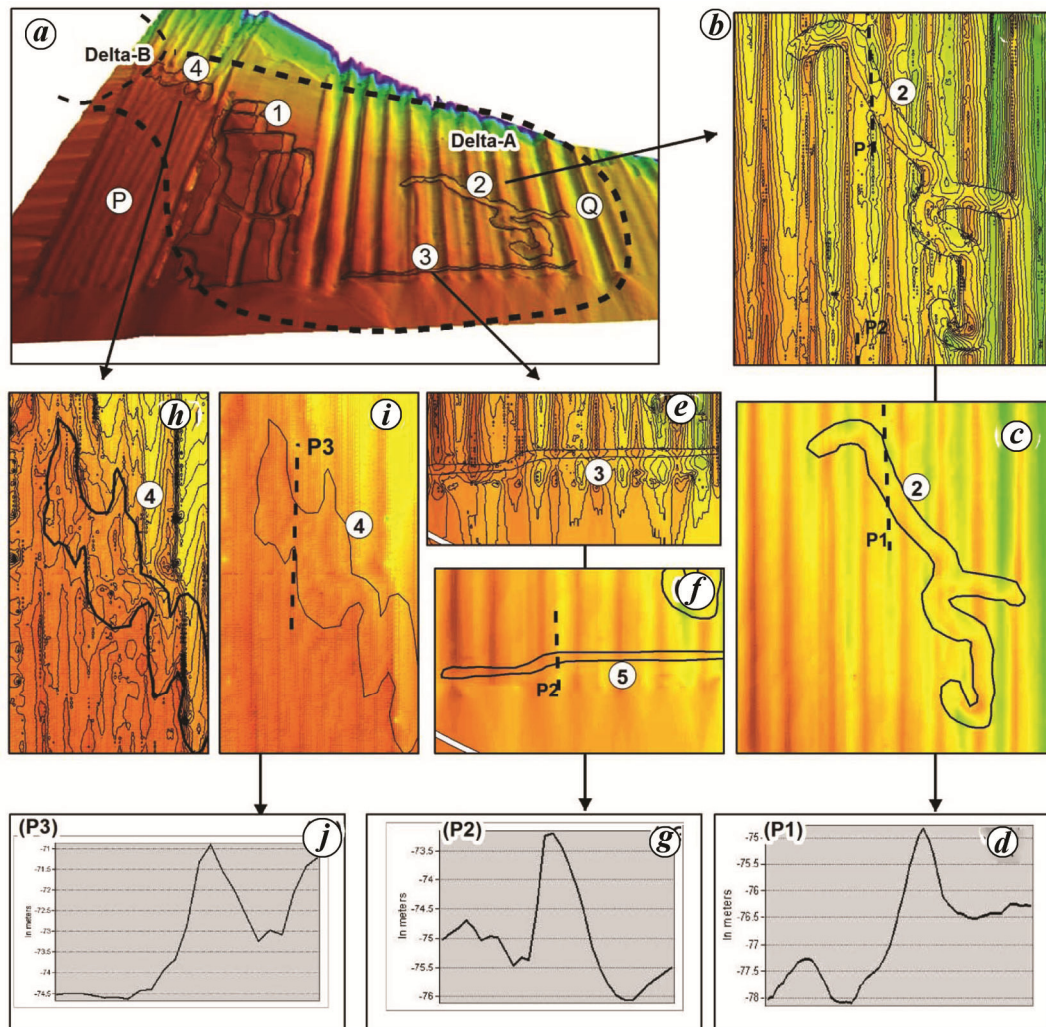 a
Delta-B
4
1
Delta-A
2
P
Q
3
b
2
P1
P2
h
4
i
P3
4
e
3
f
P2
5
c
2
P1
(P3)
j
In meters
-71
-71.5
-72
-72.5
-73
-73.5
-74
-74.5
(P2)
g
In meters
-73.5
-74
-74.5
-75
-75.5
-76
(P1)
d
In meters
-75
-75.5
-76
-76.5
-77
-77.5
-78